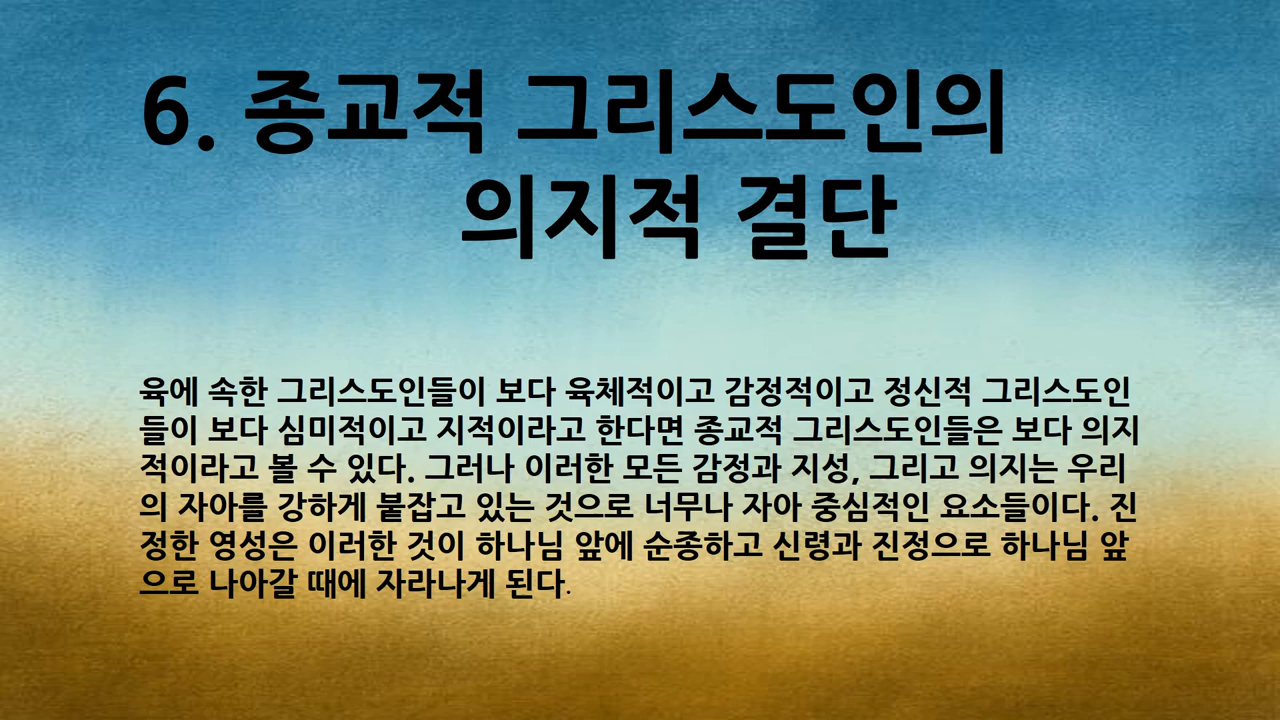 6. 종교적 그리스도인의
의지적 결단
육에 속한 그리스도인들이 보다 육체적이고 감정적이고 정신적 그리스도인
들이 보다 심미적이고 지적이라고 한다면 종교적 그리스도인들은 보다 의지
적이라고 볼 수 있다. 그러나 이러한 모든 감정과 지성, 그리고 의지는 우리
의 자아를 강하게 붙잡고 있는 것으로 너무나 자아 중심적인 요소들이다. 진
정한 영성은 이러한 것이 하나님 앞에 순종하고 신령과 진정으로 하나님 앞
으로 나아갈 때에 자라나게 된다.